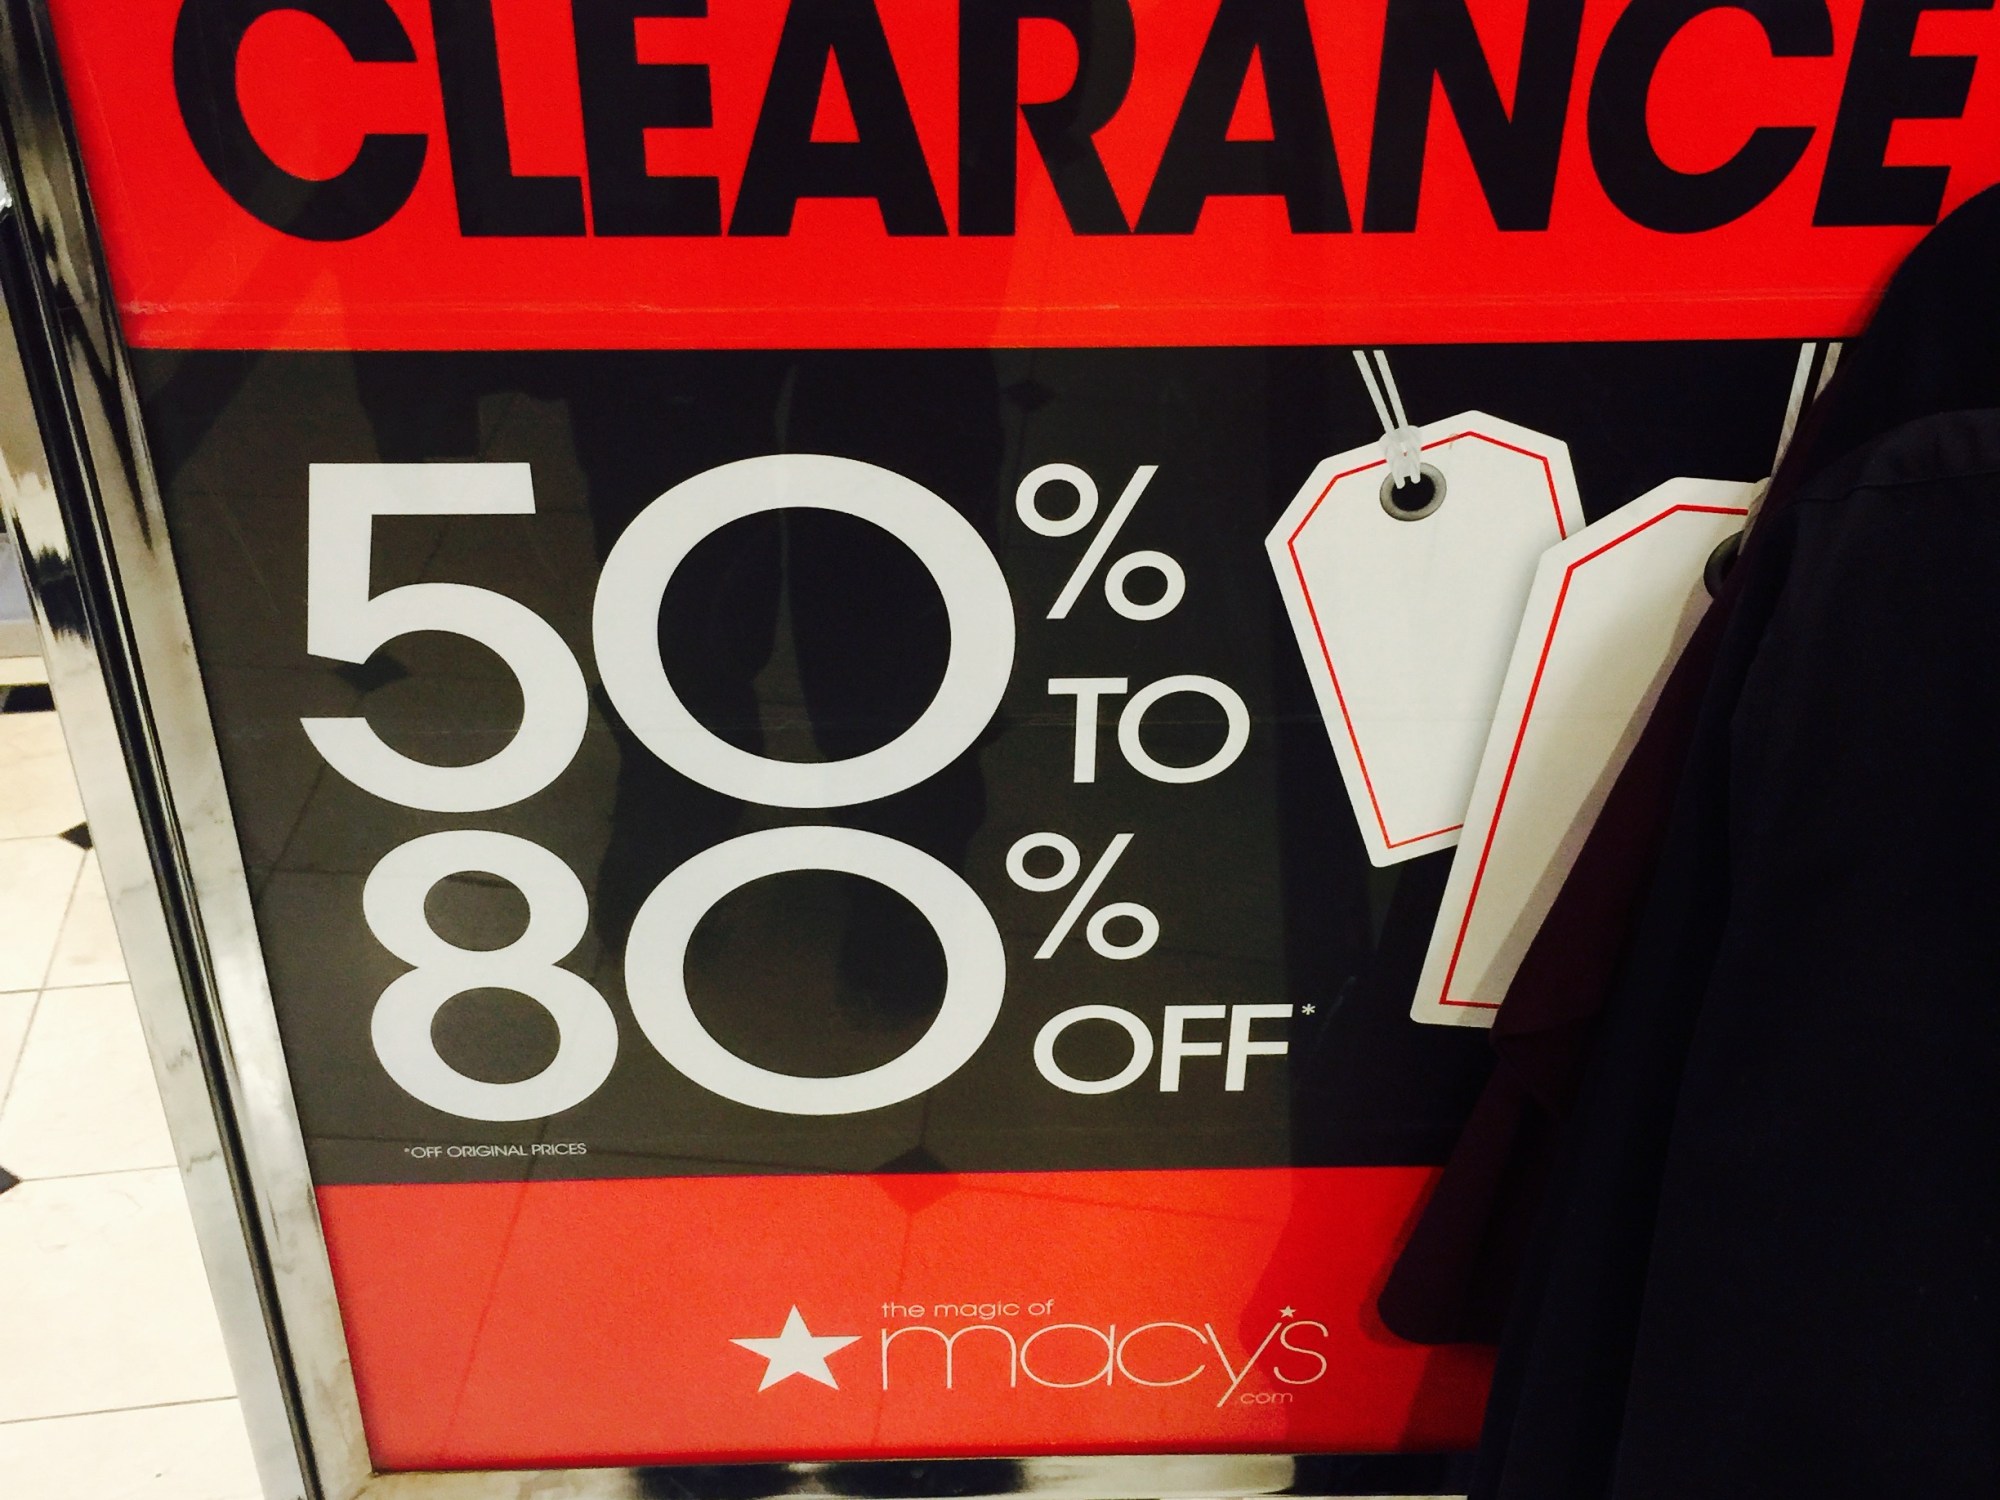 CLEARANCE
50% TO
80% OFF*
*OFF ORIGINAL PRICES
the magic of
macy's
.com